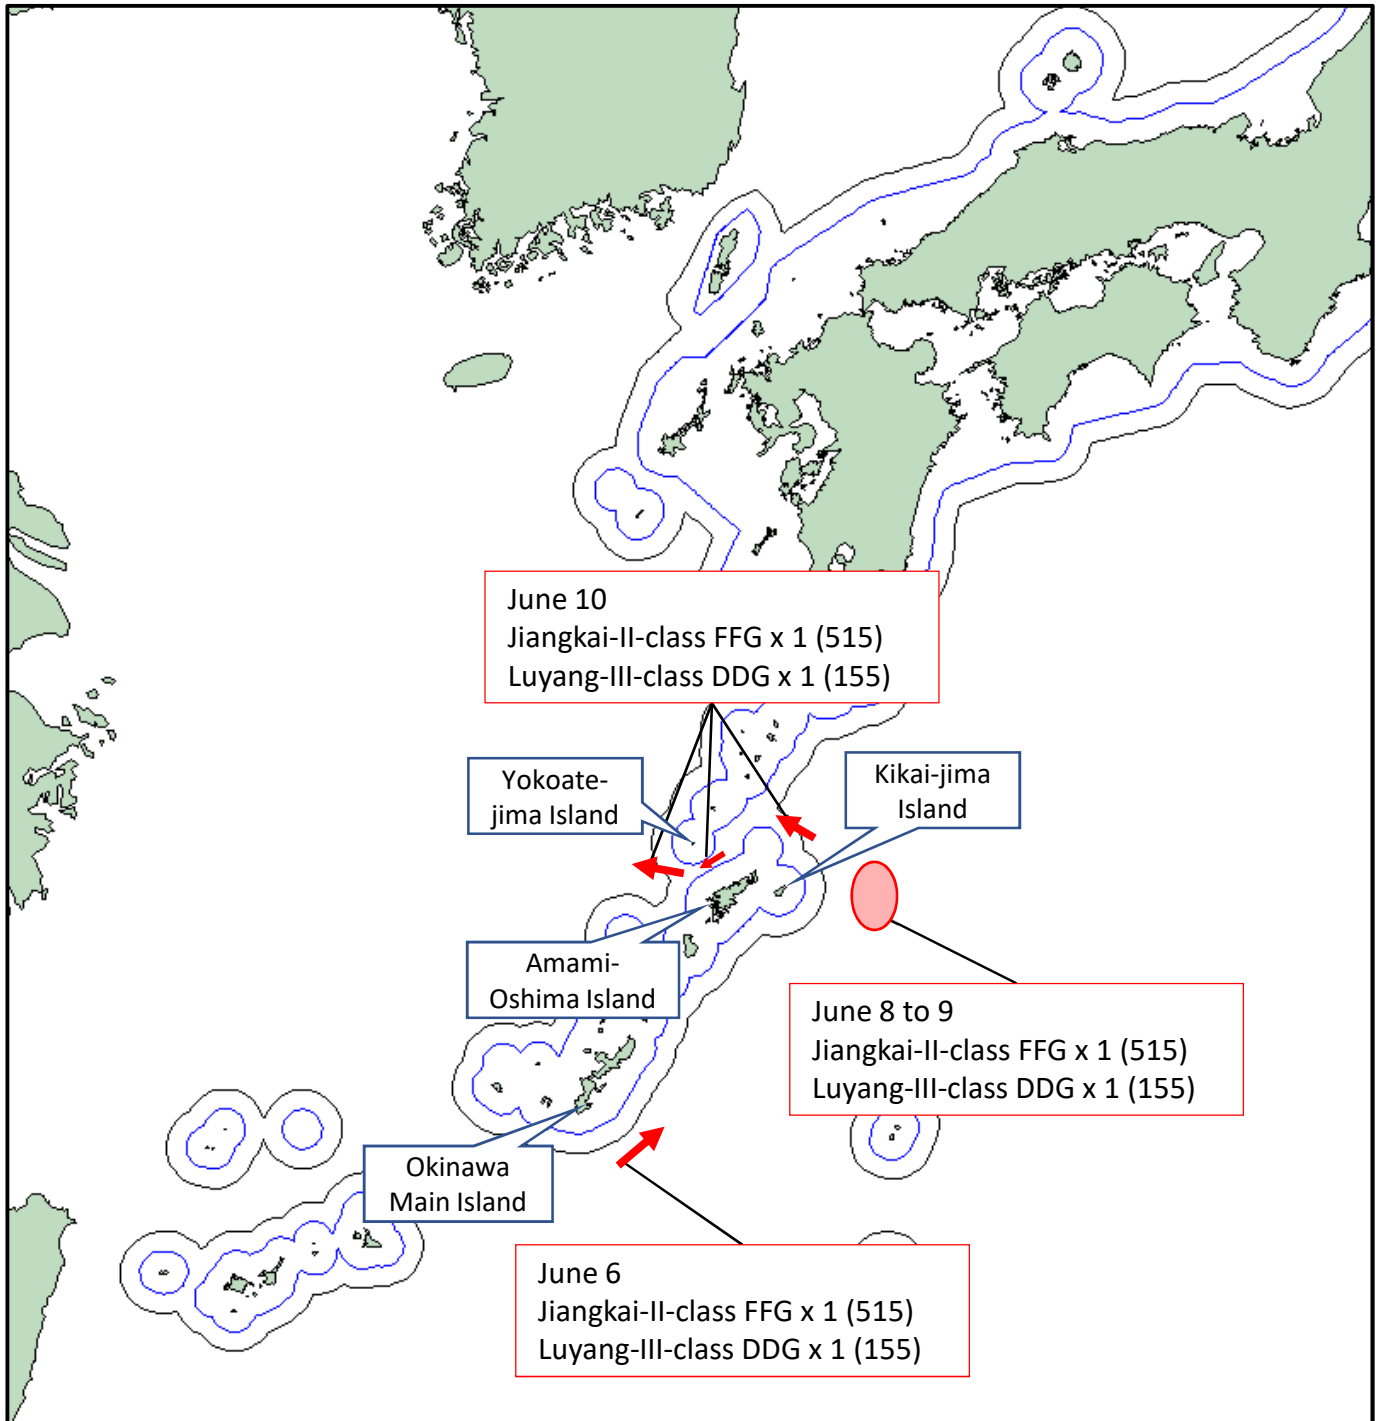 June 10
Jiangkai-II-class FFG x 1 (515)
Luyang-III-class DDG x 1 (155)
Yokoate-
jima Island
Kikai-jima
Island
Amami-
Oshima Island
June 8 to 9
Jiangkai-II-class FFG x 1 (515)
Luyang-III-class DDG x 1 (155)
Okinawa
Main Island
June 6
Jiangkai-II-class FFG x 1 (515)
Luyang-III-class DDG x 1 (155)